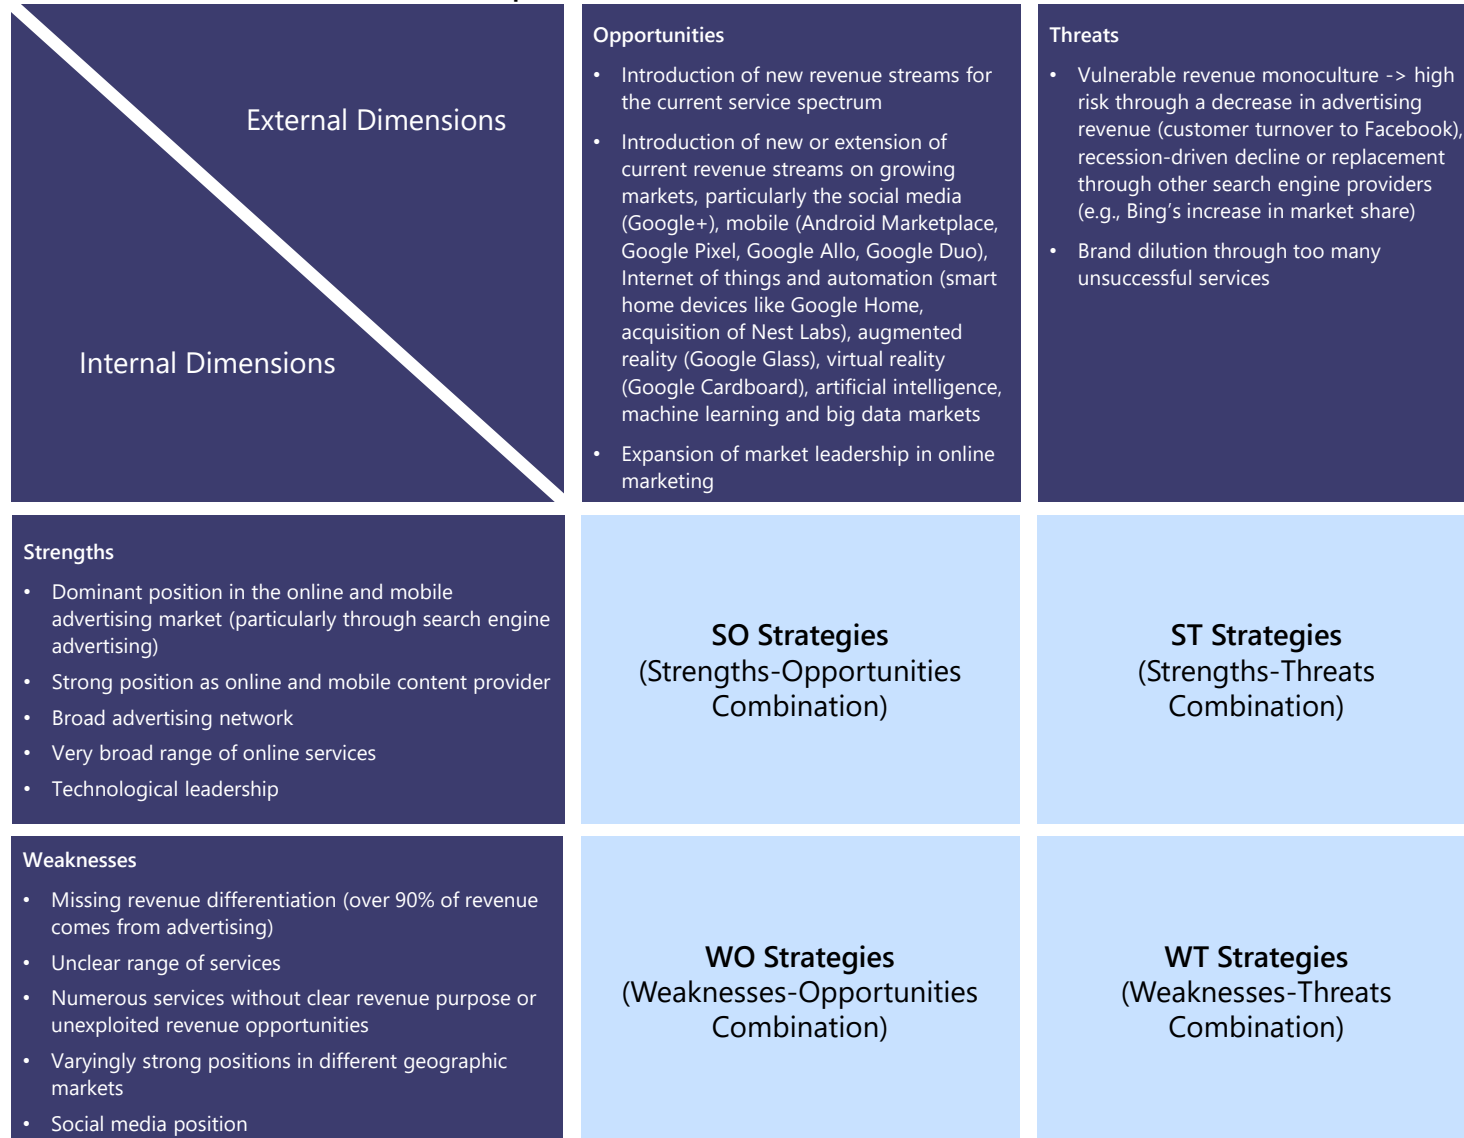 External Dimensions
Internal Dimensions
Opportunities
• Introduction of new revenue streams for
the current service spectrum
• Introduction of new or extension of
current revenue streams on growing
markets, particularly the social media
(Google+), mobile (Android Marketplace,
Google Pixel, Google Allo, Google Duo),
Internet of things and automation (smart
home devices like Google Home,
acquisition of Nest Labs), augmented
reality (Google Glass), virtual reality
(Google Cardboard), artificial intelligence,
machine learning and big data markets
• Expansion of market leadership in online
marketing
Threats
• Vulnerable revenue monoculture -> high
risk through a decrease in advertising
revenue (customer turnover to Facebook),
recession-driven decline or replacement
through other search engine providers
(e.g., Bing’s increase in market share)
• Brand dilution through too many
unsuccessful services
Strengths
• Dominant position in the online and mobile
advertising market (particularly through search engine
advertising)
• Strong position as online and mobile content provider
• Broad advertising network
• Very broad range of online services
• Technological leadership
SO Strategies
(Strengths-Opportunities
Combination)
ST Strategies
(Strengths-Threats
Combination)
Weaknesses
• Missing revenue differentiation (over 90% of revenue
comes from advertising)
• Unclear range of services
• Numerous services without clear revenue purpose or
unexploited revenue opportunities
• Varyingly strong positions in different geographic
markets
• Social media position
WO Strategies
(Weaknesses-Opportunities
Combination)
WT Strategies
(Weaknesses-Threats
Combination)